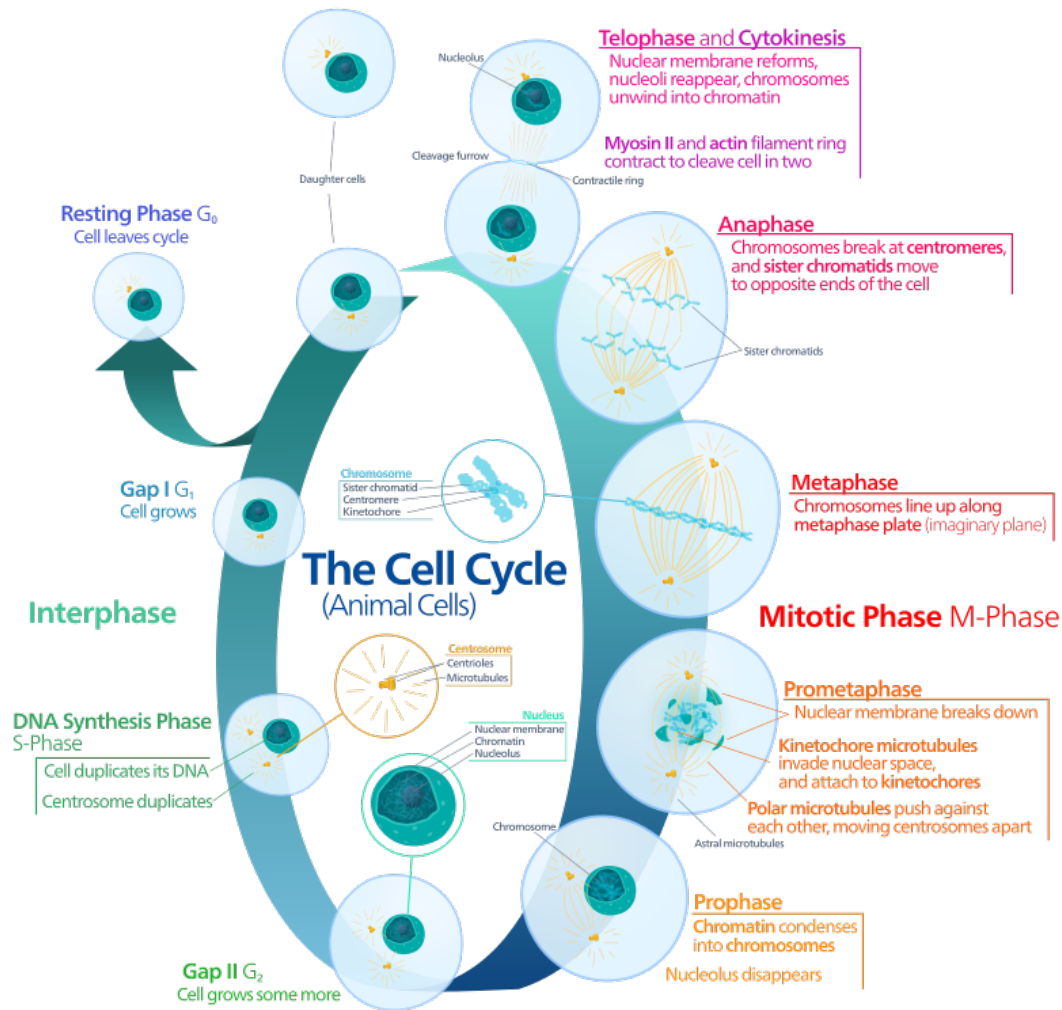 Telophase and Cytokinesis
Nuclear membrane reforms,
nucleoli reappear, chromosomes
unwind into chromatin
Myosin II and actin filament ring
contract to cleave cell in two
Nucleolus
Cleavage furrow
Contractile ring
Daughter cells
Resting Phase G₀
Cell leaves cycle
Anaphase
Chromosomes break at centromeres,
and sister chromatids move
to opposite ends of the cell
Sister chromatids
Gap I G₁
Cell grows
Chromosome
Sister chromatid
Centromere
Kinetochore
Metaphase
Chromosomes line up along
metaphase plate (imaginary plane)
The Cell Cycle
(Animal Cells)
Interphase
Mitotic Phase M-Phase
Centrosome
Centrioles
Microtubules
Prometaphase
Nuclear membrane breaks down
Kinetochore microtubules
invade nuclear space,
and attach to kinetochores
Polar microtubules push against
each other, moving centrosomes apart
Astral microtubules
DNA Synthesis Phase
S-Phase
Cell duplicates its DNA
Centrosome duplicates
Nucleus
Nuclear membrane
Chromatin
Nucleolus
Chromosome
Prophase
Chromatin condenses
into chromosomes
Nucleolus disappears
Gap II G₂
Cell grows some more